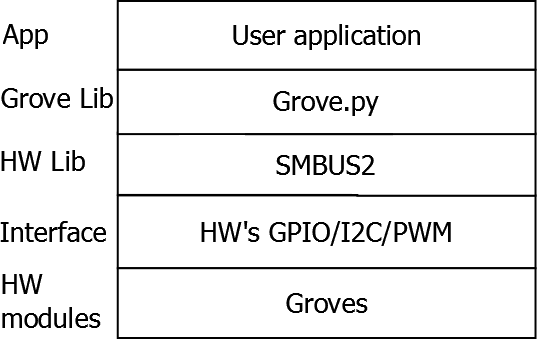 App
User application
Grove Lib
Grove.py
HW Lib
SMBUS2
Interface
HW's GPIO/I2C/PWM
HW
modules
Groves